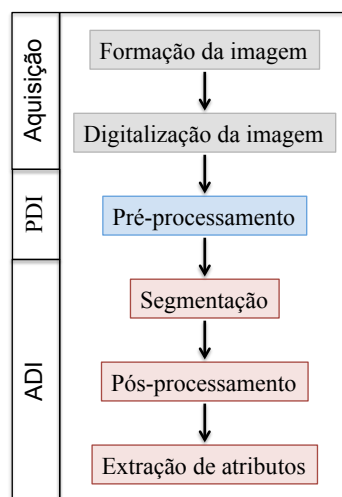 Aquisição
Formação da imagem
Digitalização da imagem
PDI
Pré-processamento
ADI
Segmentação
Pós-processamento
Extração de atributos